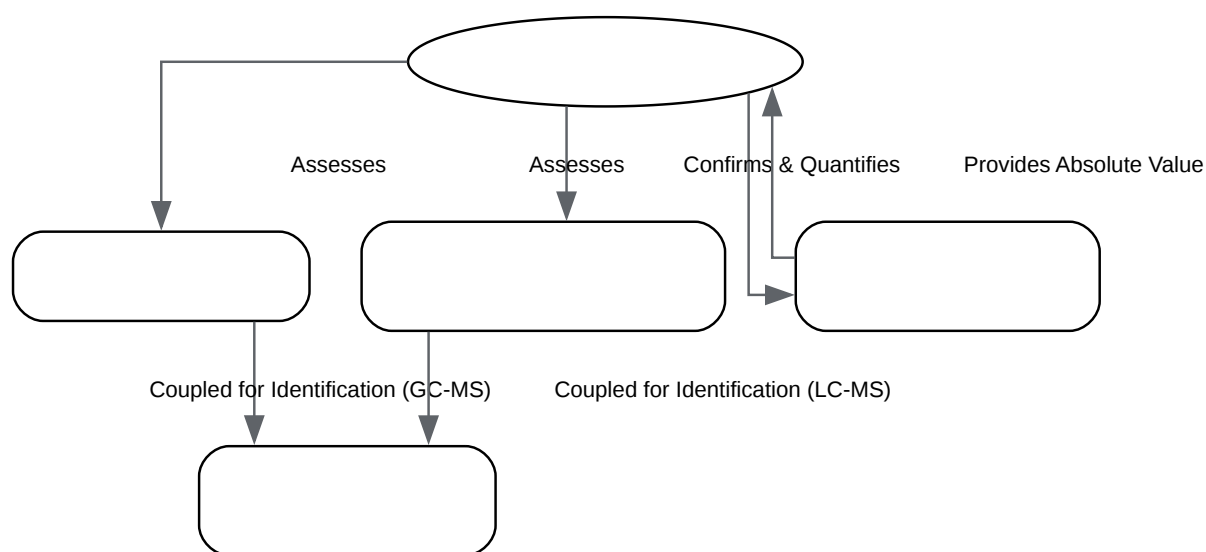 Assesses
Assesses
Confirms & Quantifies
Provides Absolute Value
Coupled for Identification (GC-MS)
Coupled for Identification (LC-MS)